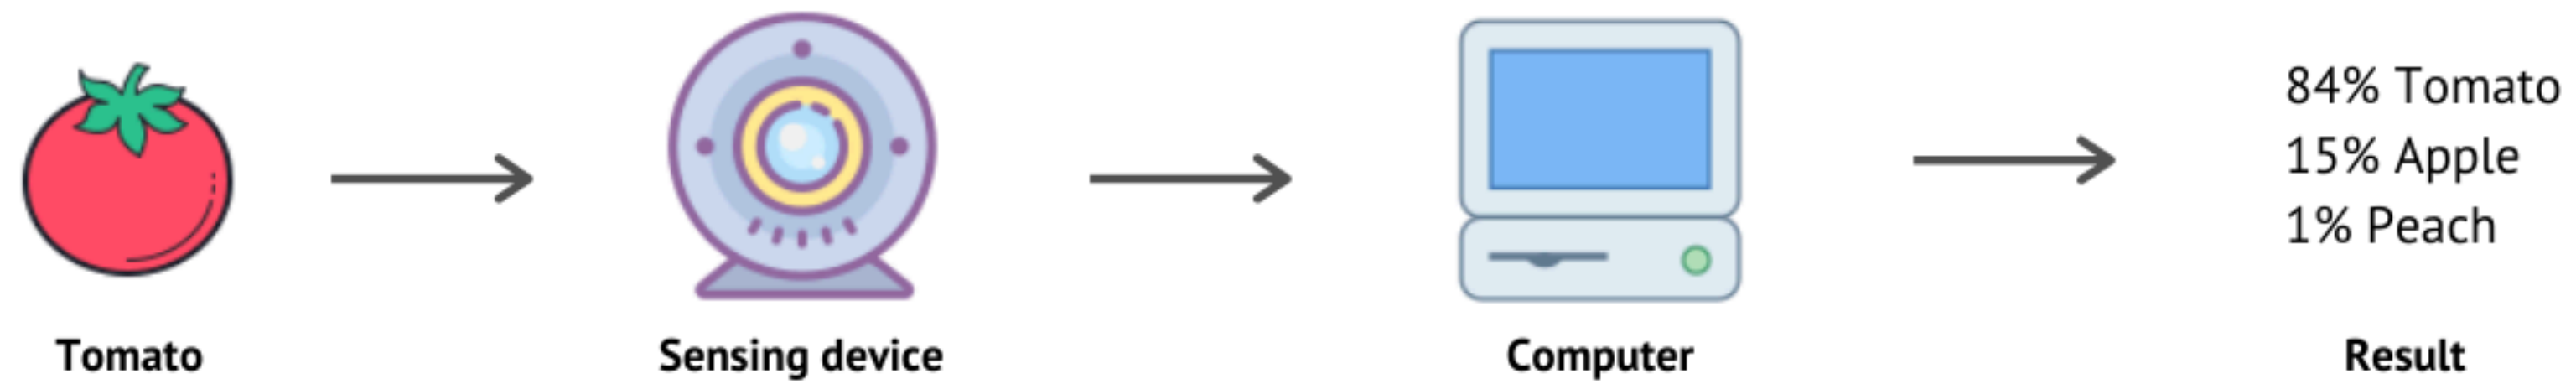 84% Tomato
15% Apple
1% Peach
Tomato
Sensing device
Computer
Result